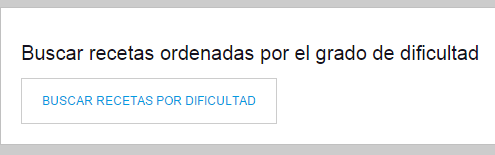 Buscar recetas ordenadas por el grado de dificultad
BUSCAR RECETAS POR DIFICULTAD